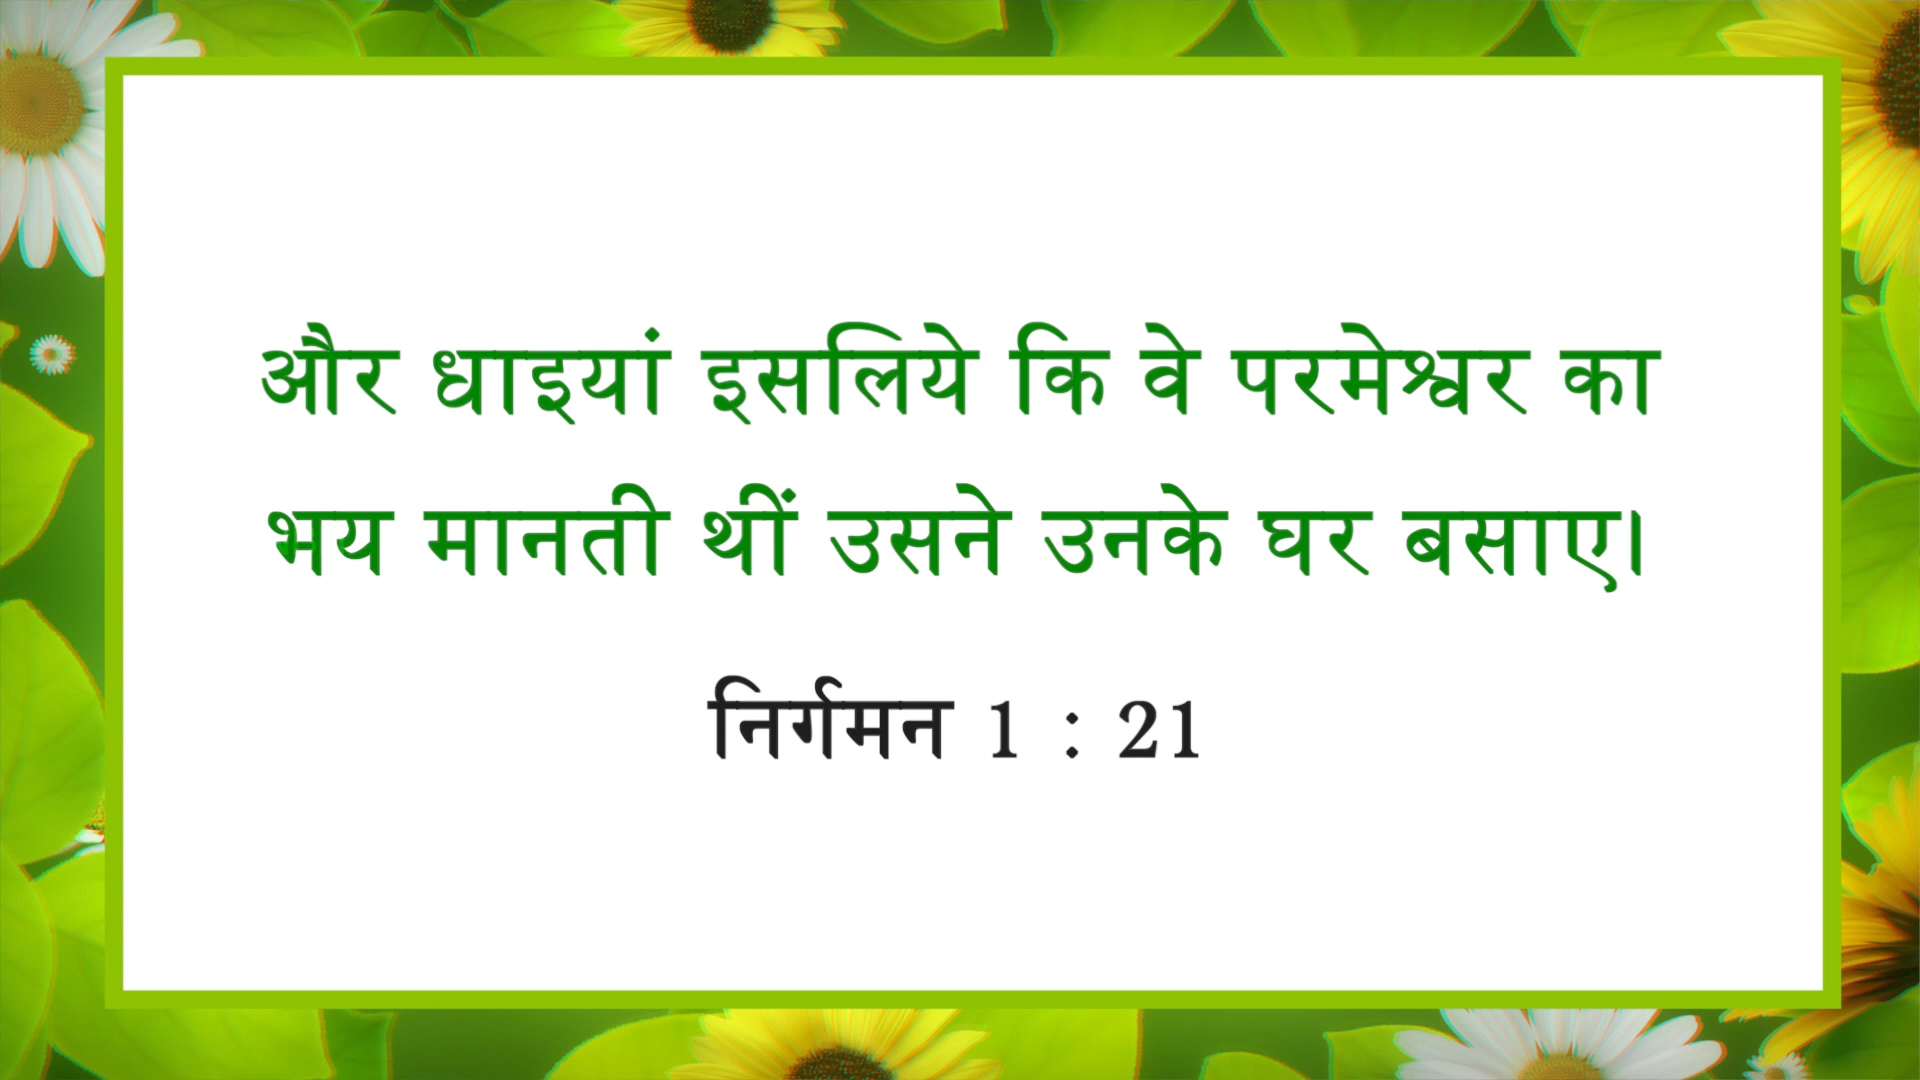 और धाइयां इसलिये कि वे परमेश्वर का
भय मानती थीं उसने उनके घर बसाए।
निर्गमन 1 : 21